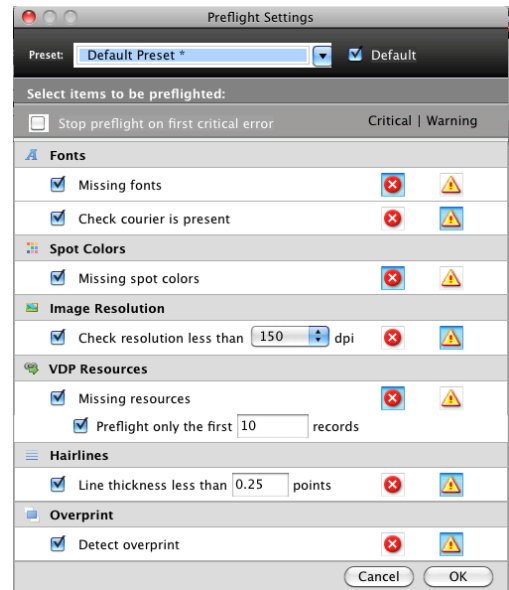 Preflight Settings
Preset: Default Preset * Default
Select items to be preflighted:
Stop preflight on first critical error Critical | Warning
Fonts
Missing fonts
Check courier is present
Spot Colors
Missing spot colors
Image Resolution
Check resolution less than 150 dpi
VDP Resources
Missing resources
Preflight only the first 10 records
Hairlines
Line thickness less than 0.25 points
Overprint
Detect overprint
Cancel OK